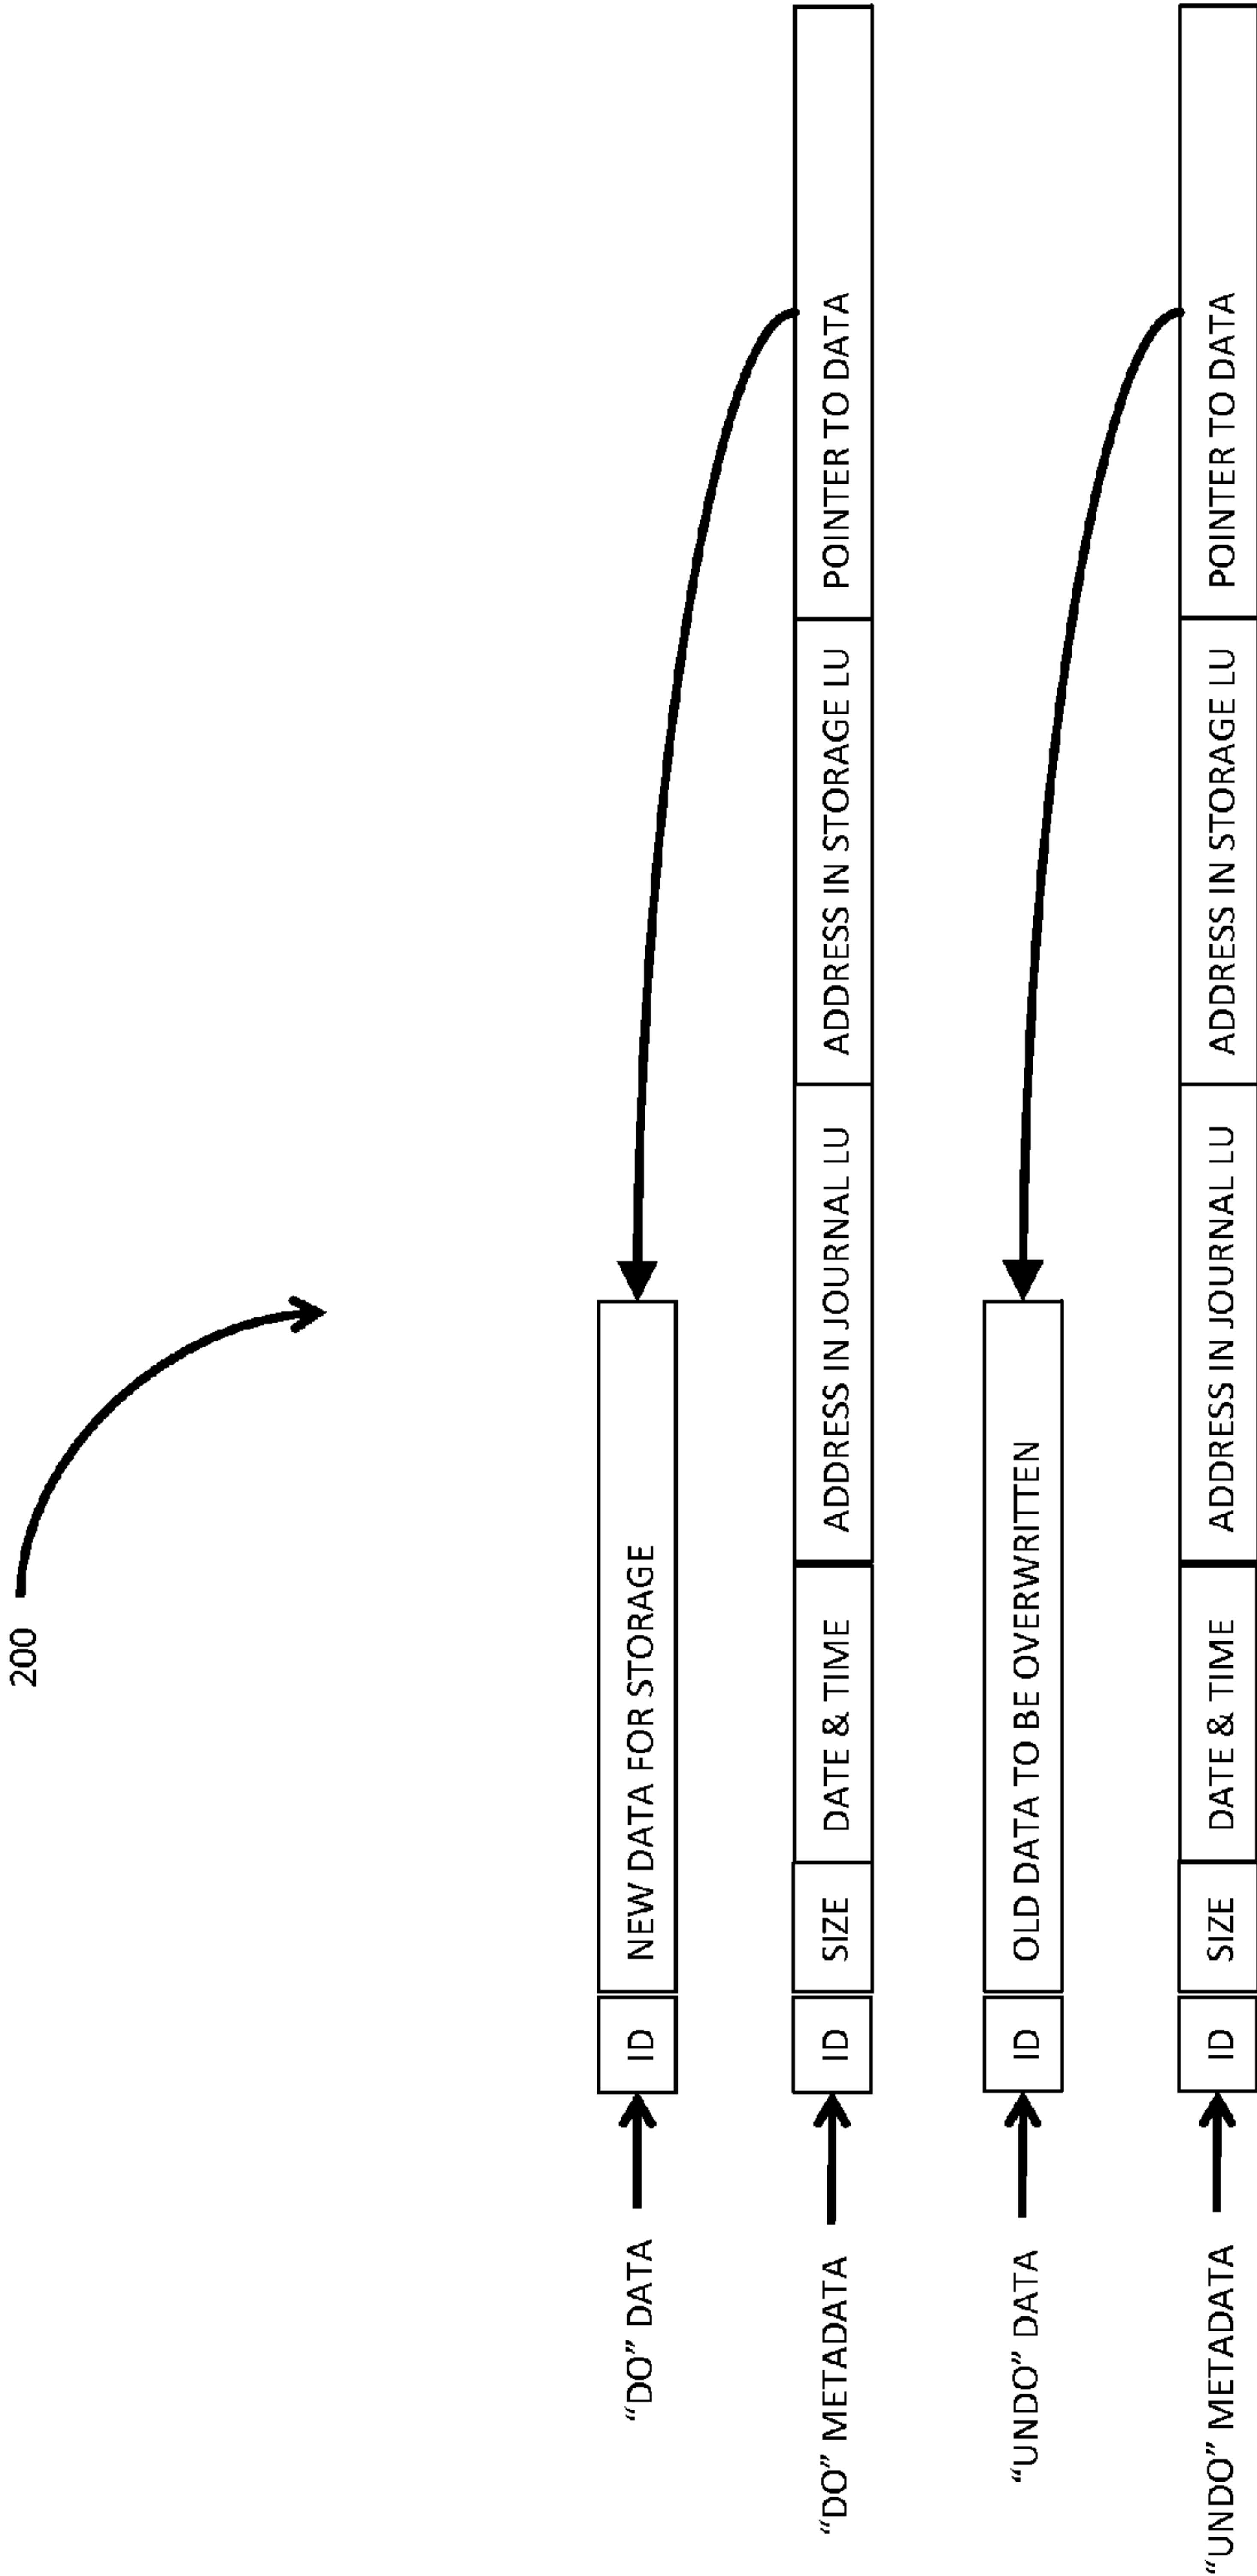 200
“DO” DATA
ID
NEW DATA FOR STORAGE
“DO” METADATA
ID
SIZE
DATE & TIME
ADDRESS IN JOURNAL LU
ADDRESS IN STORAGE LU
POINTER TO DATA
“UNDO” DATA
ID
OLD DATA TO BE OVERWRITTEN
“UNDO” METADATA
ID
SIZE
DATE & TIME
ADDRESS IN JOURNAL LU
ADDRESS IN STORAGE LU
POINTER TO DATA